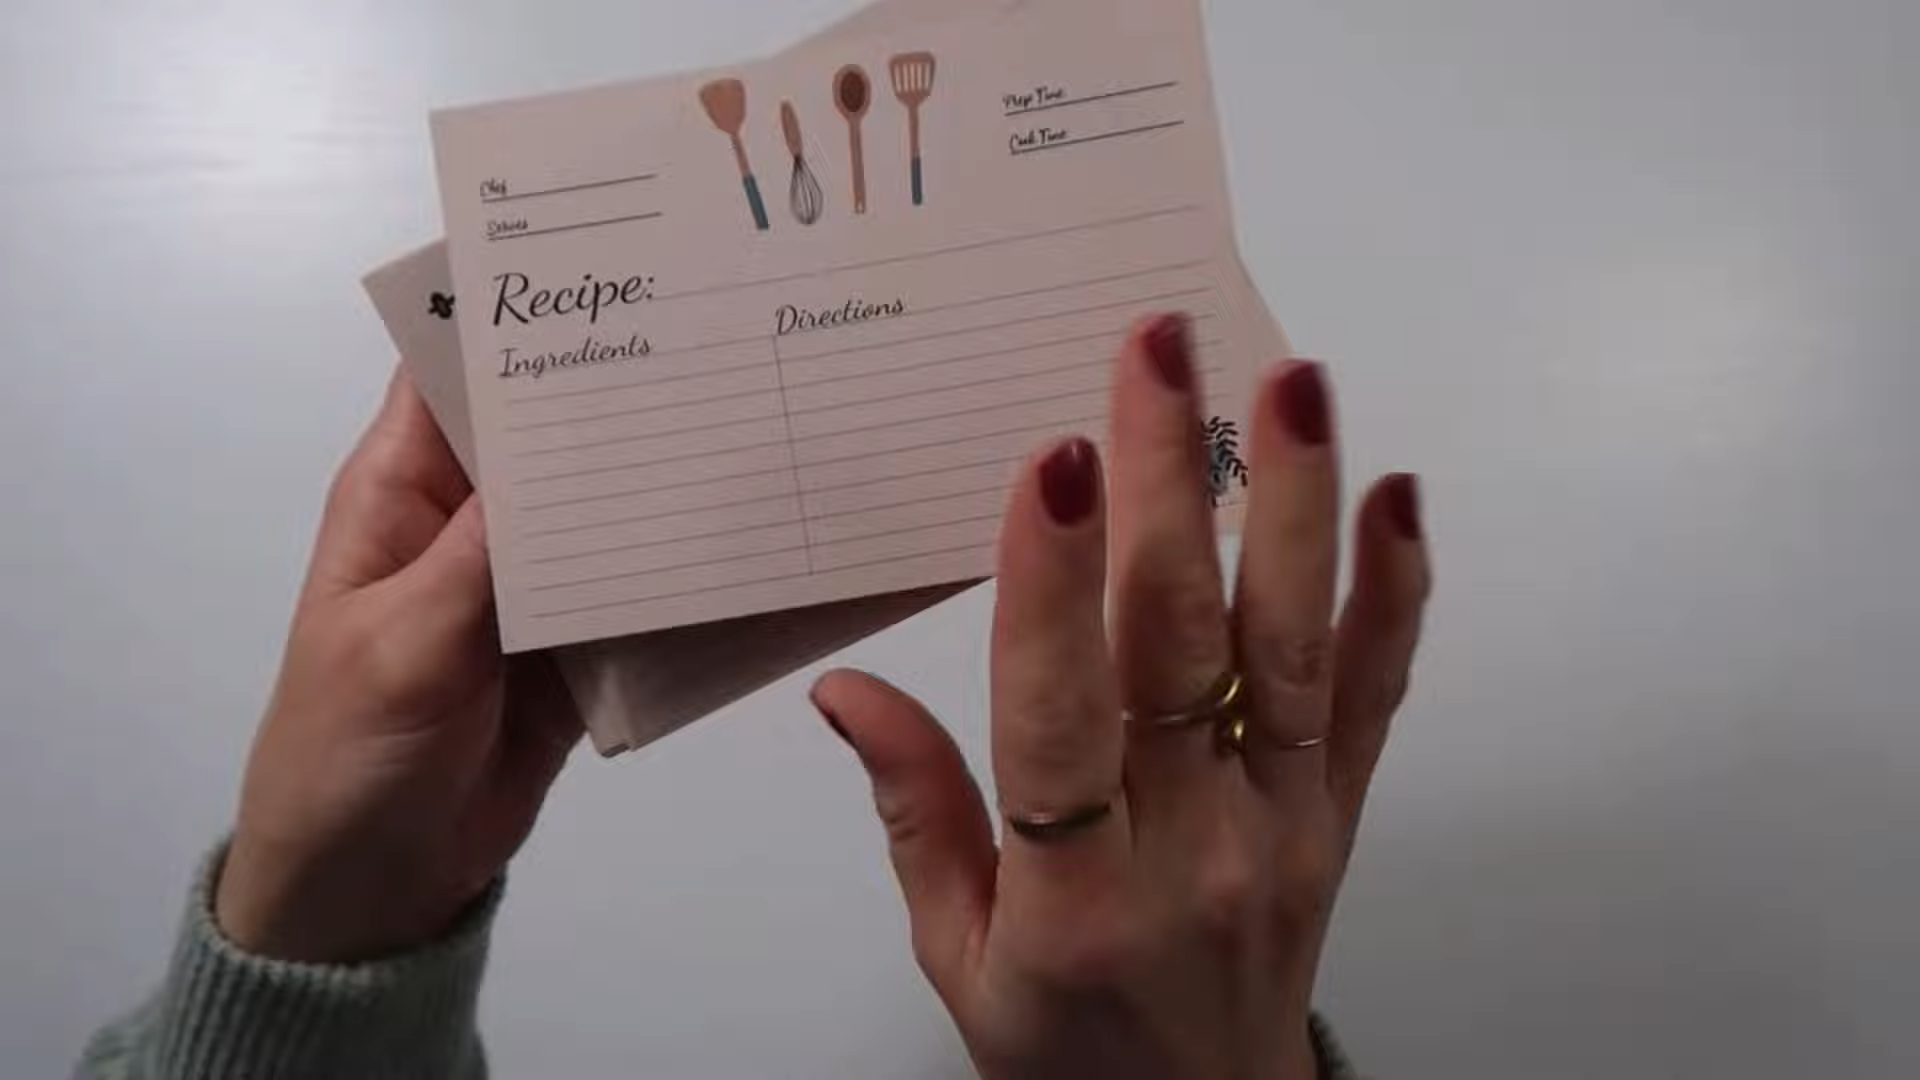 Chef
Serves
Prep Time
Cook Time
Recipe:
Ingredients
Directions